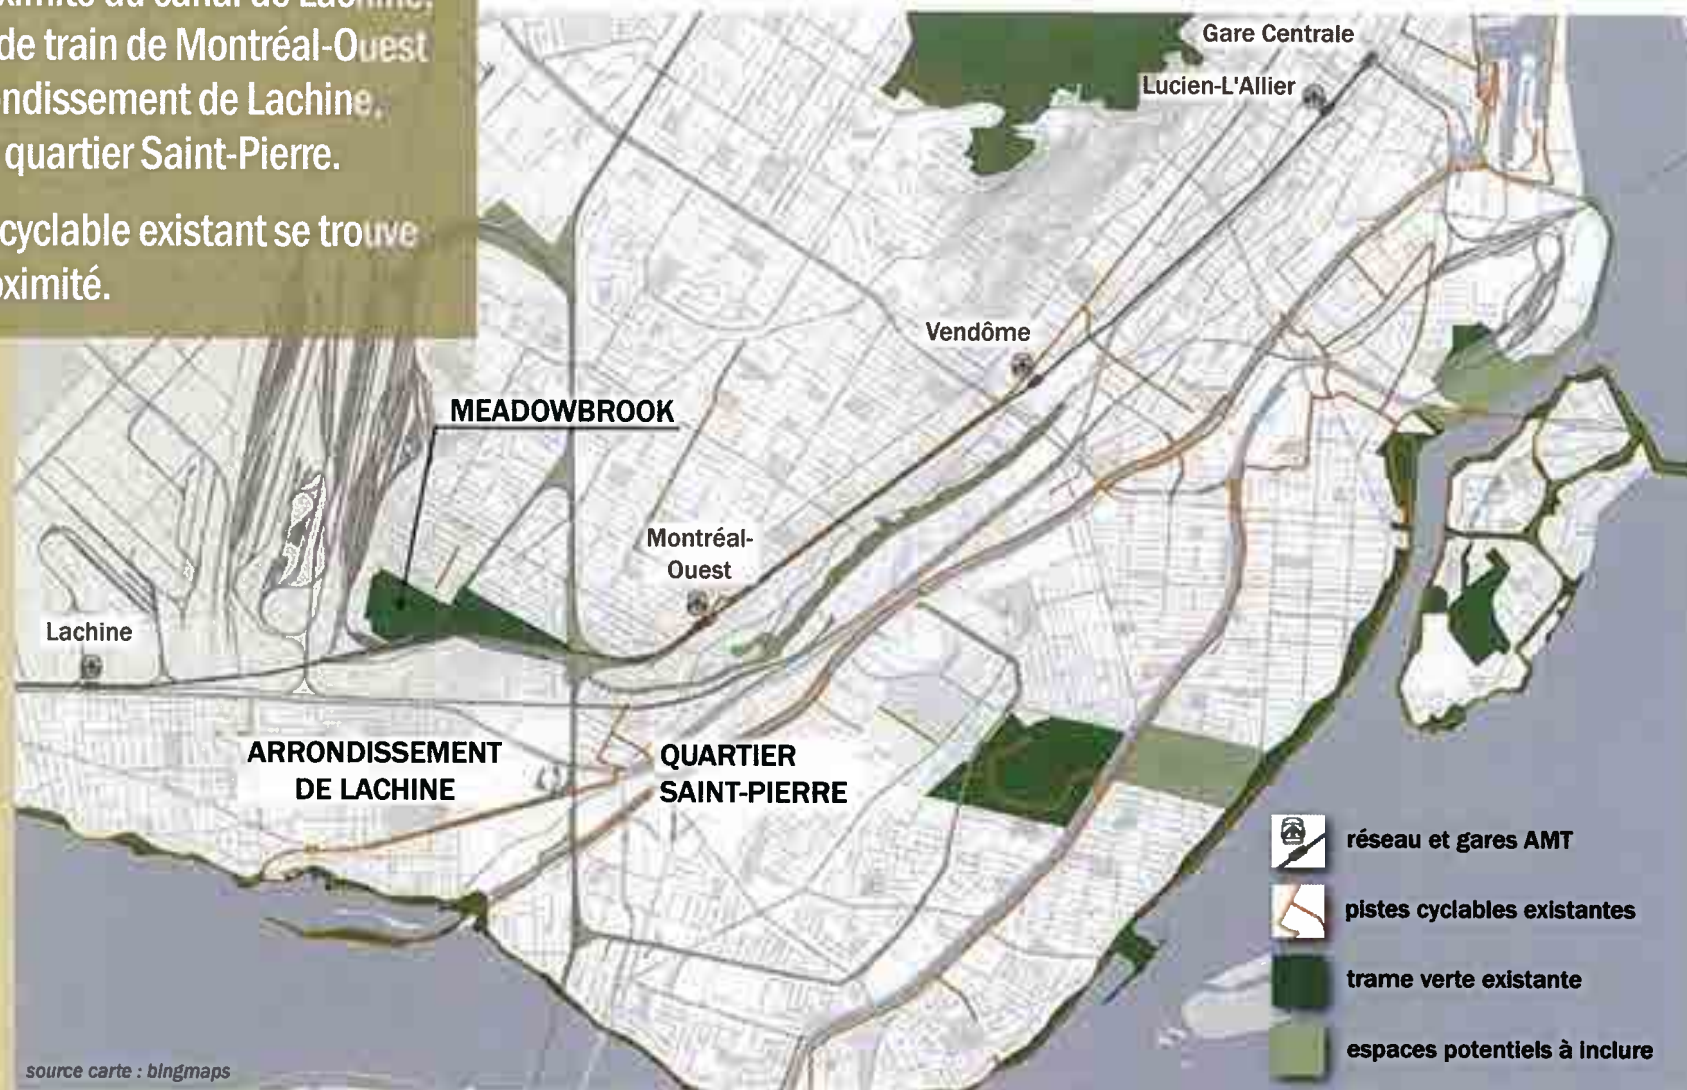 de train de Montréal-Ouest
de Lachine.
quartier Saint-Pierre.
cyclable existant se trouve
Gare Centrale
Lucien-L'Allier
Vendôme
MEADOWBROOK
Montréal-
Ouest
Lachine
ARRONDISSEMENT
DE LACHINE
QUARTIER
SAINT-PIERRE
réseau et gares AMT
pistes cyclables existantes
trame verte existante
espaces potentiels à inclure
source carte : bingmaps